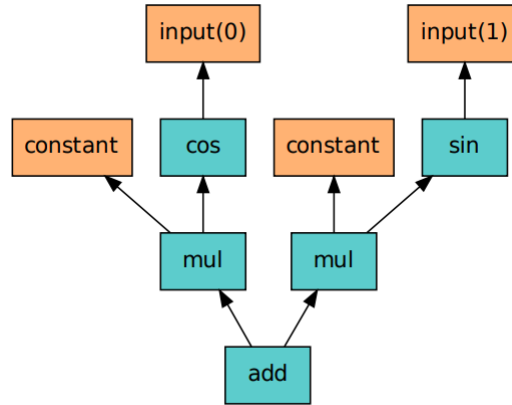 input(0)
input(1)
constant
cos
constant
sin
mul
mul
add